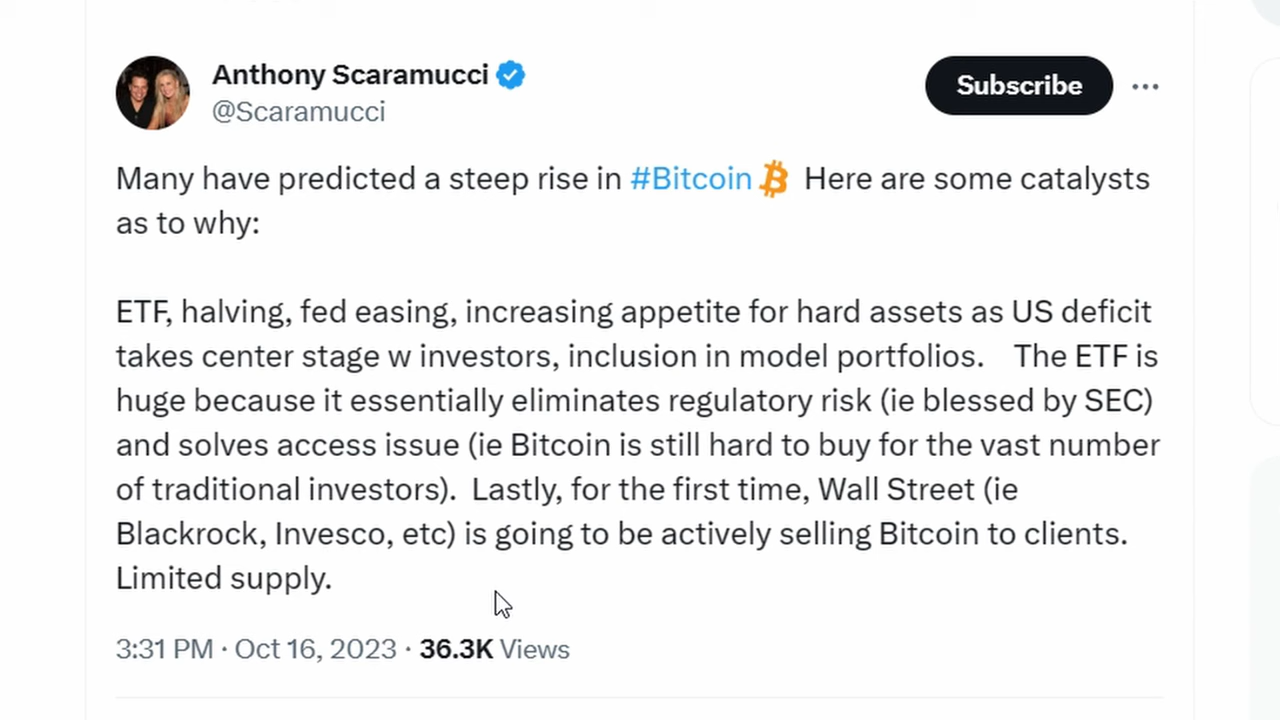 Anthony Scaramucci
@Scaramucci
Subscribe
Many have predicted a steep rise in #Bitcoin Here are some catalysts
as to why:
ETF, halving, fed easing, increasing appetite for hard assets as US deficit
takes center stage w investors, inclusion in model portfolios. The ETF is
huge because it essentially eliminates regulatory risk (ie blessed by SEC)
and solves access issue (ie Bitcoin is still hard to buy for the vast number
of traditional investors). Lastly, for the first time, Wall Street (ie
Blackrock, Invesco, etc) is going to be actively selling Bitcoin to clients.
Limited supply.
3:31 PM · Oct 16, 2023 · 36.3K Views